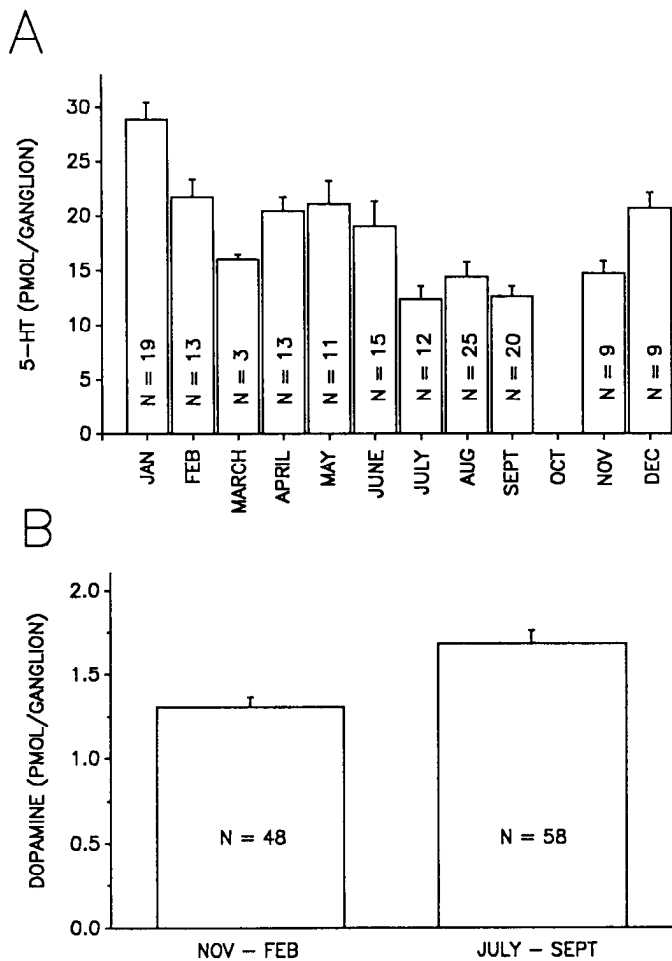 A
5-HT (PMOL/GANGLION)
30
25
20
15
10
5
0
N = 19
N = 13
N = 3
N = 13
N = 11
N = 15
N = 12
N = 25
N = 20
N = 9
N = 9
JAN
FEB
MARCH
APRIL
MAY
JUNE
JULY
AUG
SEPT
OCT
NOV
DEC
B
DOPAMINE (PMOL/GANGLION)
2.0
1.5
1.0
0.5
0.0
N = 48
N = 58
NOV – FEB
JULY – SEPT